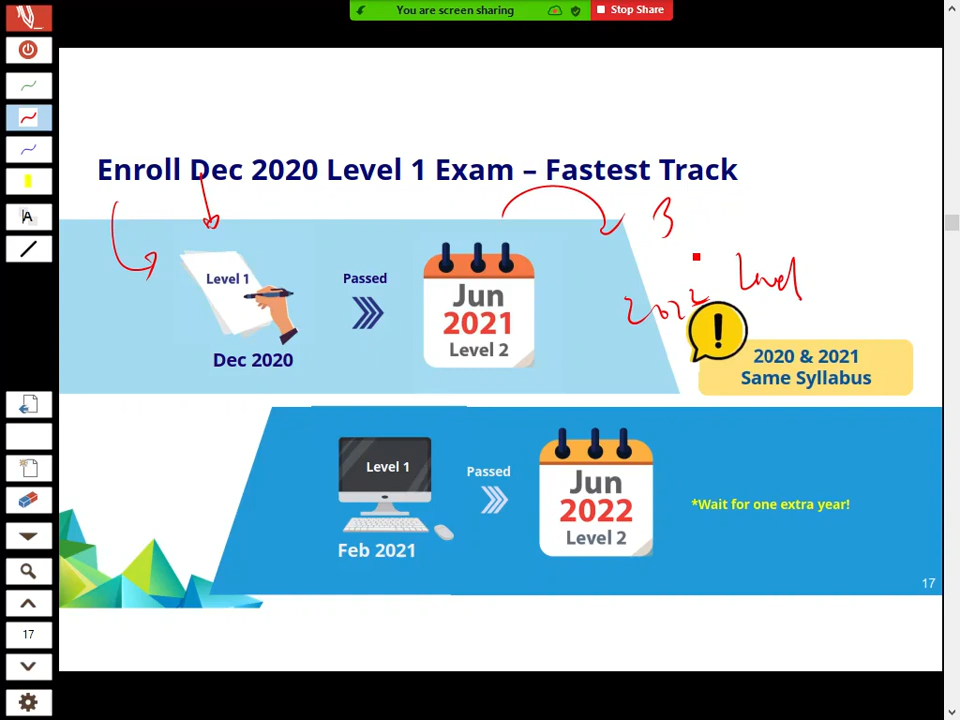 You are screen sharing
Stop Share
Enroll Dec 2020 Level 1 Exam – Fastest Track
Level 1
Dec 2020
Passed
Jun
2021
Level 2
3
2022
Level
!
2020 & 2021
Same Syllabus
Level 1
Feb 2021
Passed
Jun
2022
Level 2
*Wait for one extra year!
17
A
17